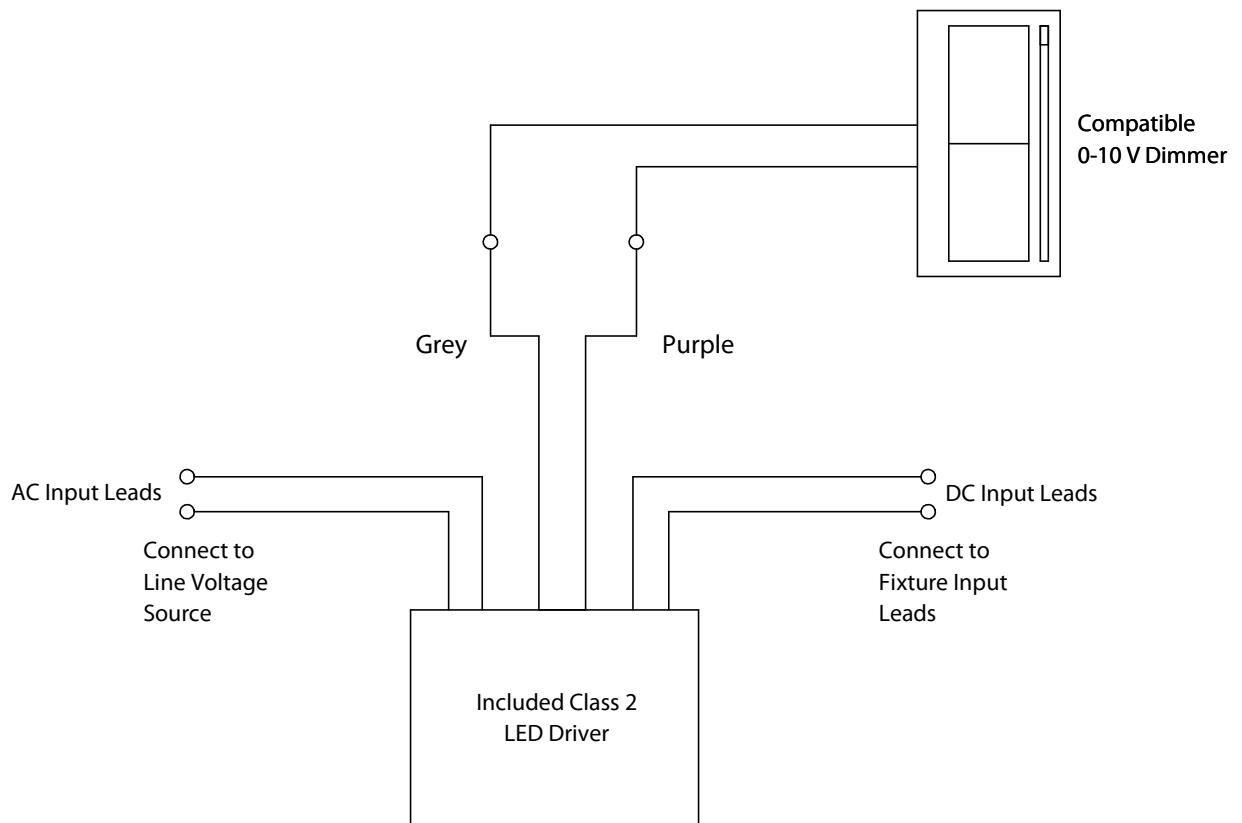 Compatible
0-10 V Dimmer
Grey
Purple
AC Input Leads
Connect to
Line Voltage
Source
DC Input Leads
Connect to
Fixture Input
Leads
Included Class 2
LED Driver